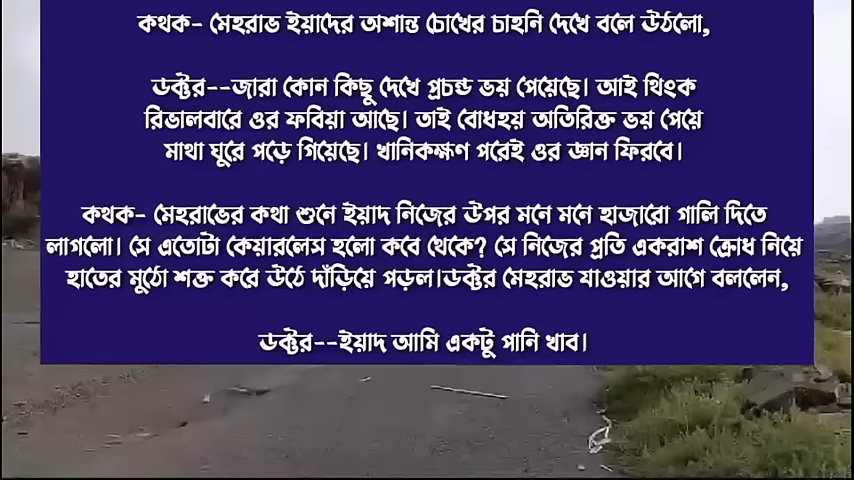 কথক- মেহরাভ ইয়াদের অশান্ত চোখের চাহনি দেখে বলে উঠলো,
ডক্টর--জারা কোন কিছু দেখে প্রচন্ড ভয় পেয়েছে। আই থিংক
রিভালবারে ওর ফবিয়া আছে। তাই বোধহয় অতিরিক্ত ভয় পেয়ে
মাথা ঘুরে পড়ে গিয়েছে। খানিকক্ষণ পরেই ওর জ্ঞান ফিরবে।
কথক- মেহরাভের কথা শুনে ইয়াদ নিজের উপর মনে মনে হাজারো গালি দিতে
লাগলো। সে এতোটা কেয়ারলেস হলো কবে থেকে? সে নিজের প্রতি একরাশ ক্রোধ নিয়ে
হাতের মুঠো শক্ত করে উঠে দাঁড়িয়ে পড়ল।ডক্টর মেহরাভ যাওয়ার আগে বললেন,
ডক্টর--ইয়াদ আমি একটু পানি খাব।